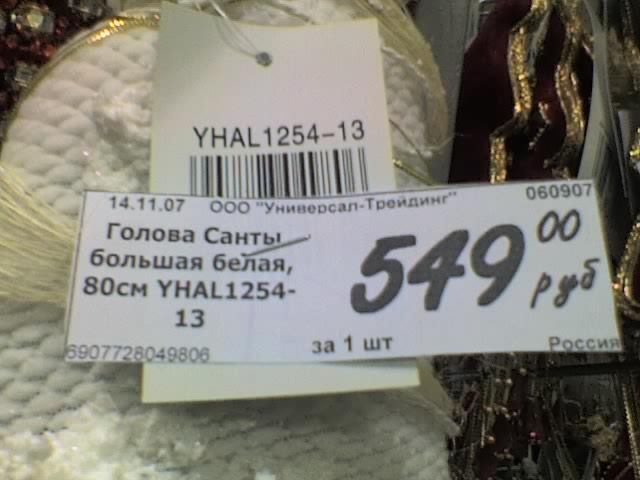 YHAL1254-13
14.11.07 ООО "Универсал-Трейдинг" 060907
Голова Санты
большая белая,
80см YHAL1254-
13
549 00
руб
6907728049806 за 1 шт Россия